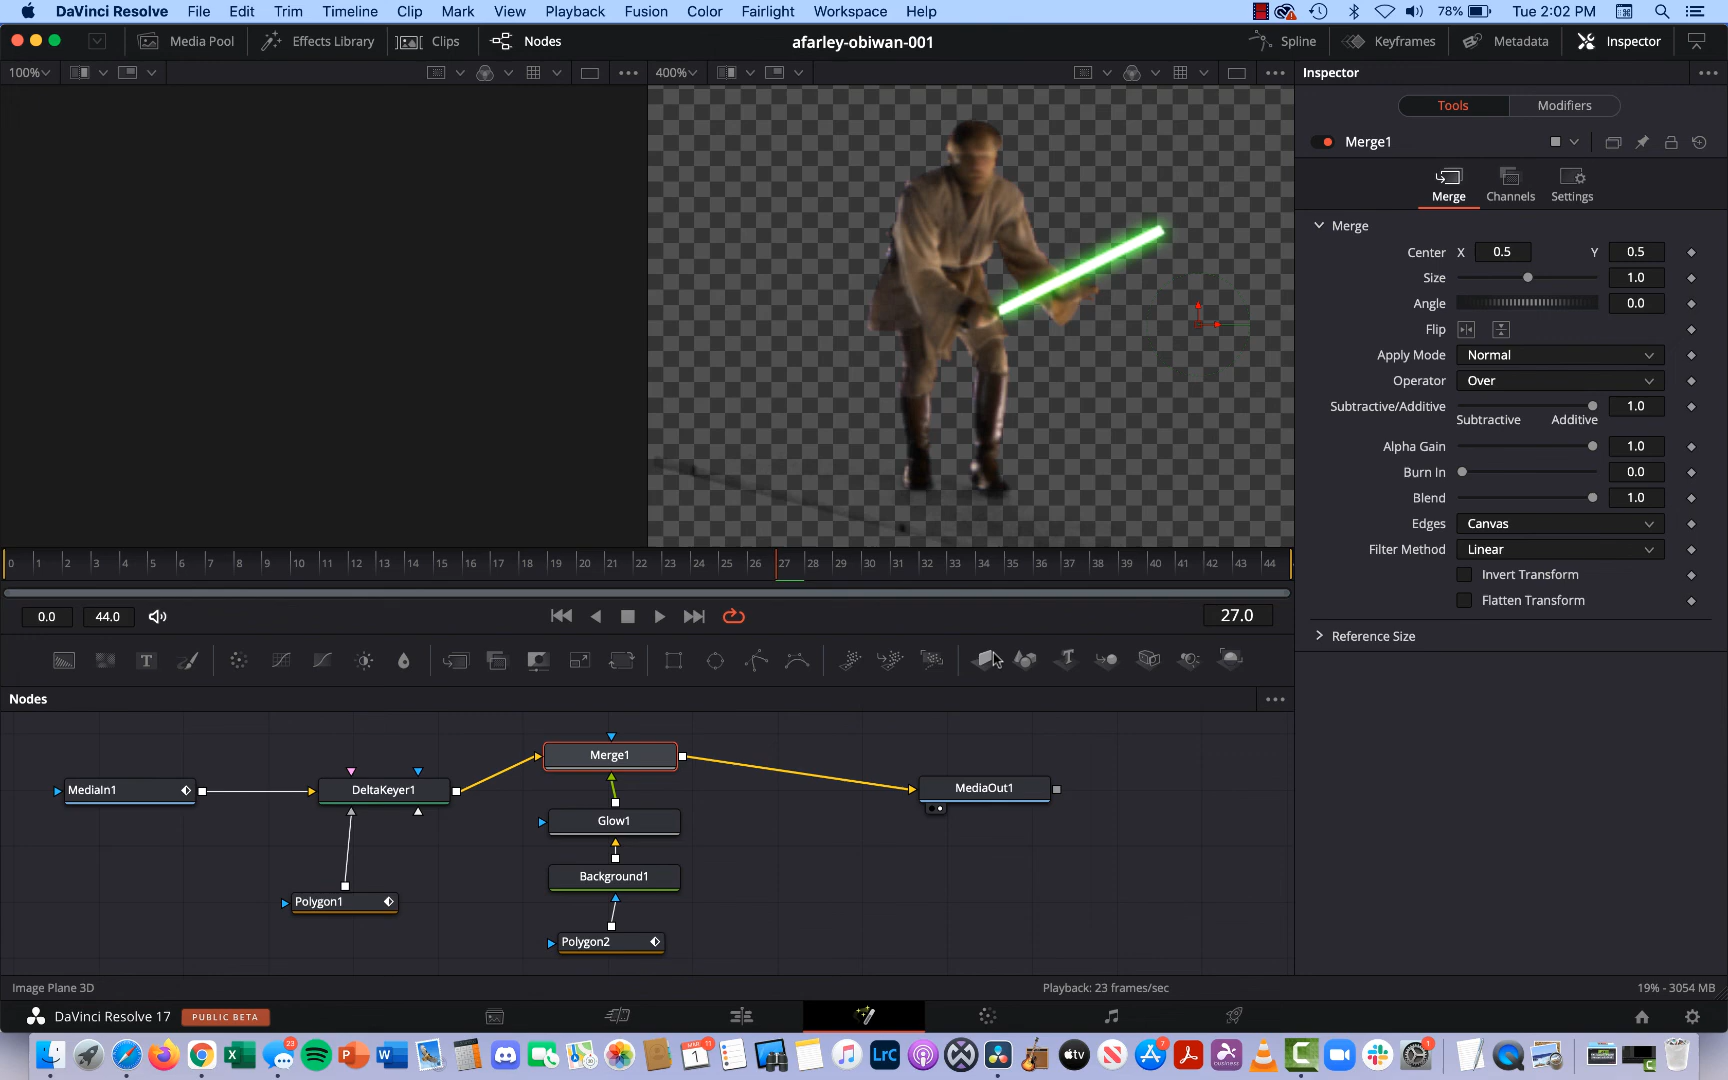 DaVinci Resolve File Edit Trim Timeline Clip Mark View Playback Fusion Color Fairlight Workspace Help 78% Tue 2:02 PM
Media Pool Effects Library Clips Nodes afarley-obiwan-001 Spline Keyframes Metadata Inspector
100% 400% Inspector
Tools Modifiers
Merge1
Merge Channels Settings
Merge
Center X 0.5 Y 0.5
Size 1.0
Angle 0.0
Flip
Apply Mode Normal
Operator Over
Subtractive/Additive 1.0
Subtractive Additive
Alpha Gain 1.0
Burn In 0.0
Blend 1.0
Edges Canvas
Filter Method Linear
Invert Transform
Flatten Transform
Reference Size
0 1 2 3 4 5 6 7 8 9 10 11 12 13 14 15 16 17 18 19 20 21 22 23 24 25 26 27 28 29 30 31 32 33 34 35 36 37 38 39 40 41 42 43 44
0.0 44.0 27.0
T T
Nodes
Merge1
MediaIn1 DeltaKeyer1 MediaOut1
Glow1
Background1
Polygon1
Polygon2
Image Plane 3D Playback: 23 frames/sec 19% - 3054 MB
DaVinci Resolve 17 PUBLIC BETA
23 1 Lrc tv 7 1